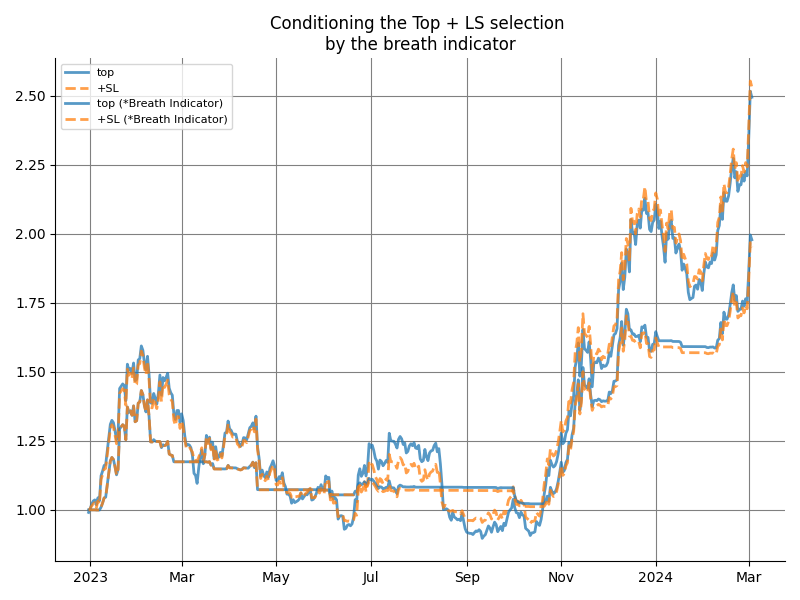 Conditioning the Top + LS selection
by the breath indicator
top
+SL
top (*Breath Indicator)
+SL (*Breath Indicator)
2.50
2.25
2.00
1.75
1.50
1.25
1.00
2023 Mar May Jul Sep Nov 2024 Mar